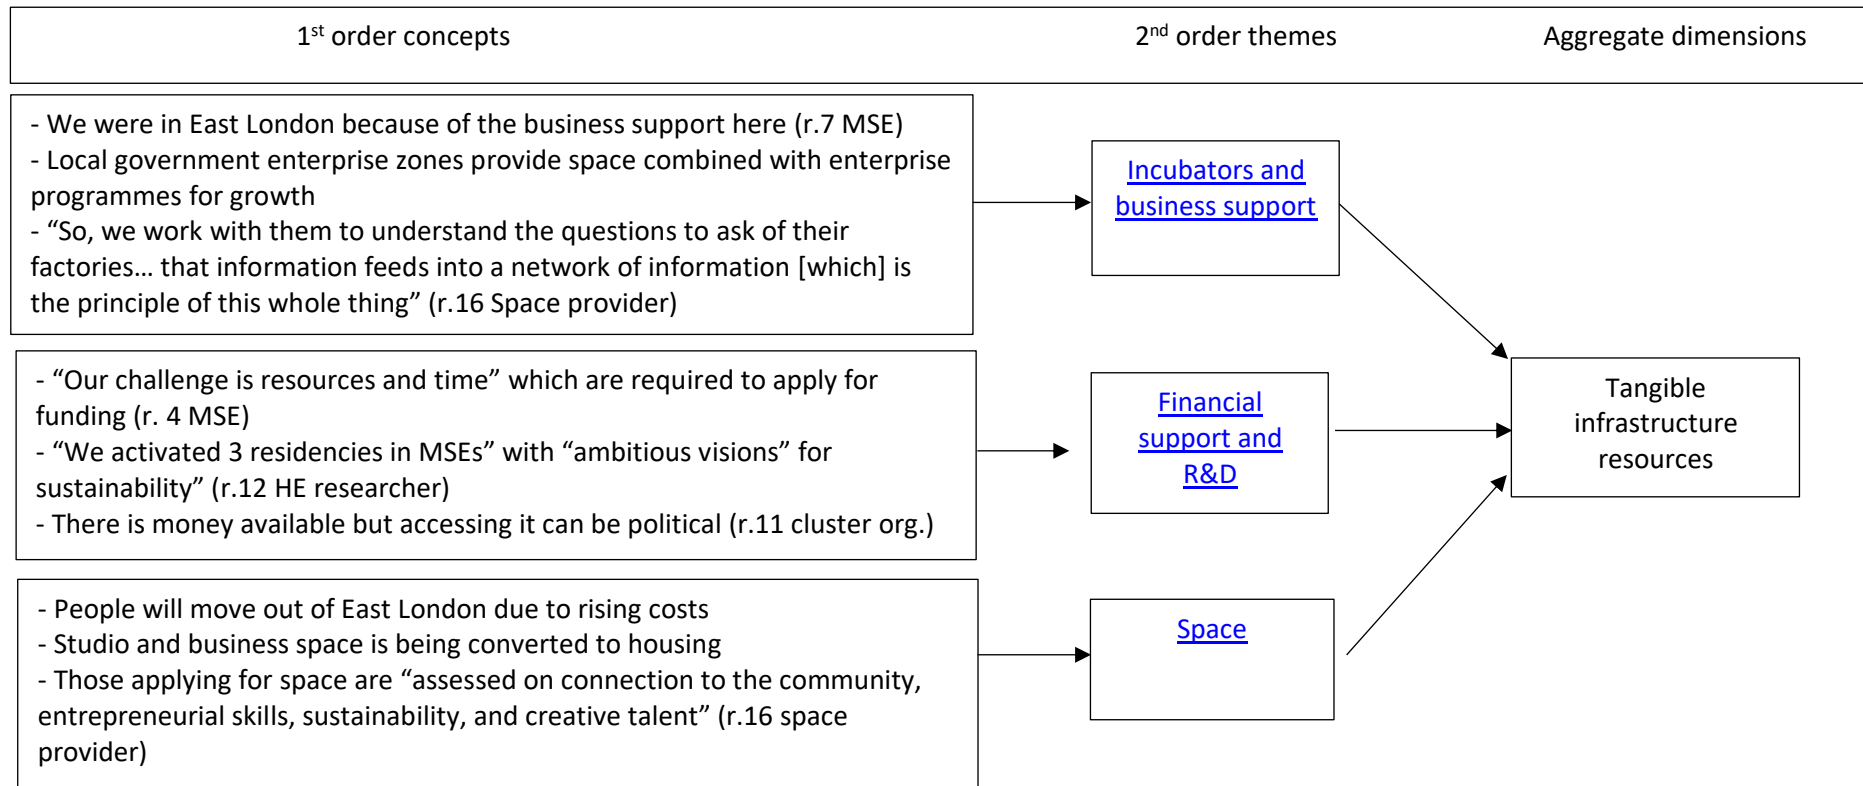 1st order concepts
2nd order themes
Aggregate dimensions
- We were in East London because of the business support here (r.7 MSE)
- Local government enterprise zones provide space combined with enterprise
programmes for growth
- “So, we work with them to understand the questions to ask of their
factories… that information feeds into a network of information [which] is
the principle of this whole thing” (r.16 Space provider)
Incubators and
business support
- “Our challenge is resources and time” which are required to apply for
funding (r. 4 MSE)
- “We activated 3 residencies in MSEs” with “ambitious visions” for
sustainability” (r.12 HE researcher)
- There is money available but accessing it can be political (r.11 cluster org.)
Financial
support and
R&D
Tangible
infrastructure
resources
- People will move out of East London due to rising costs
- Studio and business space is being converted to housing
- Those applying for space are “assessed on connection to the community,
entrepreneurial skills, sustainability, and creative talent” (r.16 space
provider)
Space